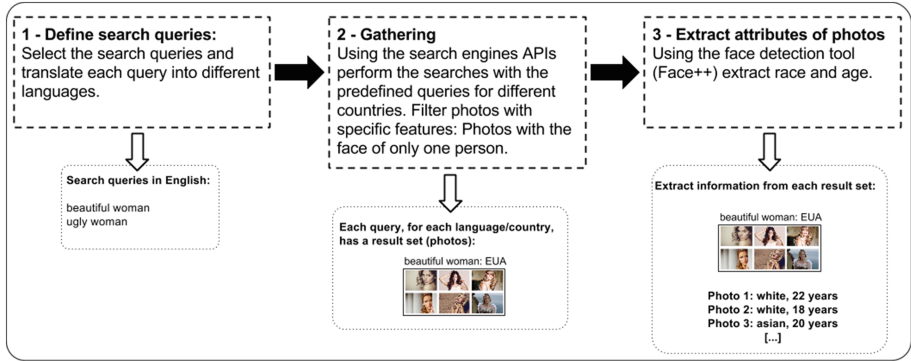 1 - Define search queries:
Select the search queries and
translate each query into different
languages.
Search queries in English:
beautiful woman
ugly woman
2 - Gathering
Using the search engines APIs
perform the searches with the
predefined queries for different
countries. Filter photos with
specific features: Photos with the
face of only one person.
Each query, for each language/country,
has a result set (photos):
beautiful woman: EUA
3 - Extract attributes of photos
Using the face detection tool
(Face++) extract race and age.
Extract information from each result set:
beautiful woman: EUA
Photo 1: white, 22 years
Photo 2: white, 18 years
Photo 3: asian, 20 years
[...]